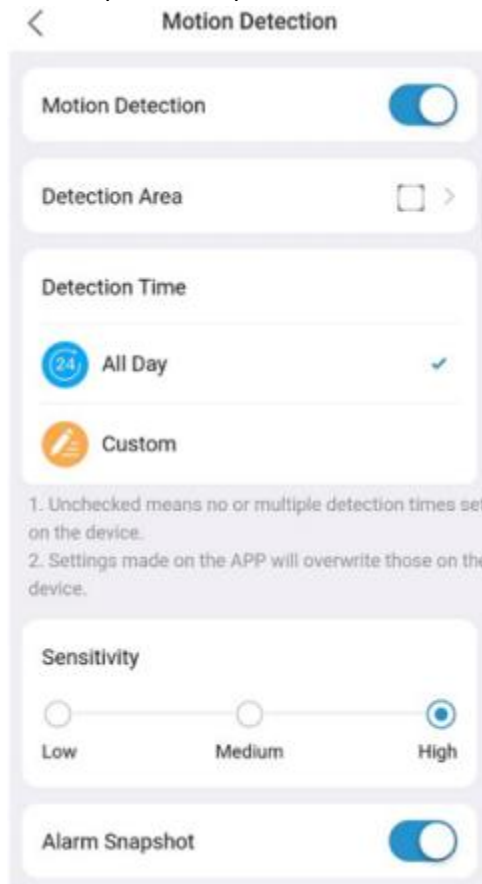 Motion Detection
Motion Detection
Detection Area
Detection Time
24
All Day
Custom
1. Unchecked means no or multiple detection times set
on the device.
2. Settings made on the APP will overwrite those on the
device.
Sensitivity
Low Medium High
Alarm Snapshot